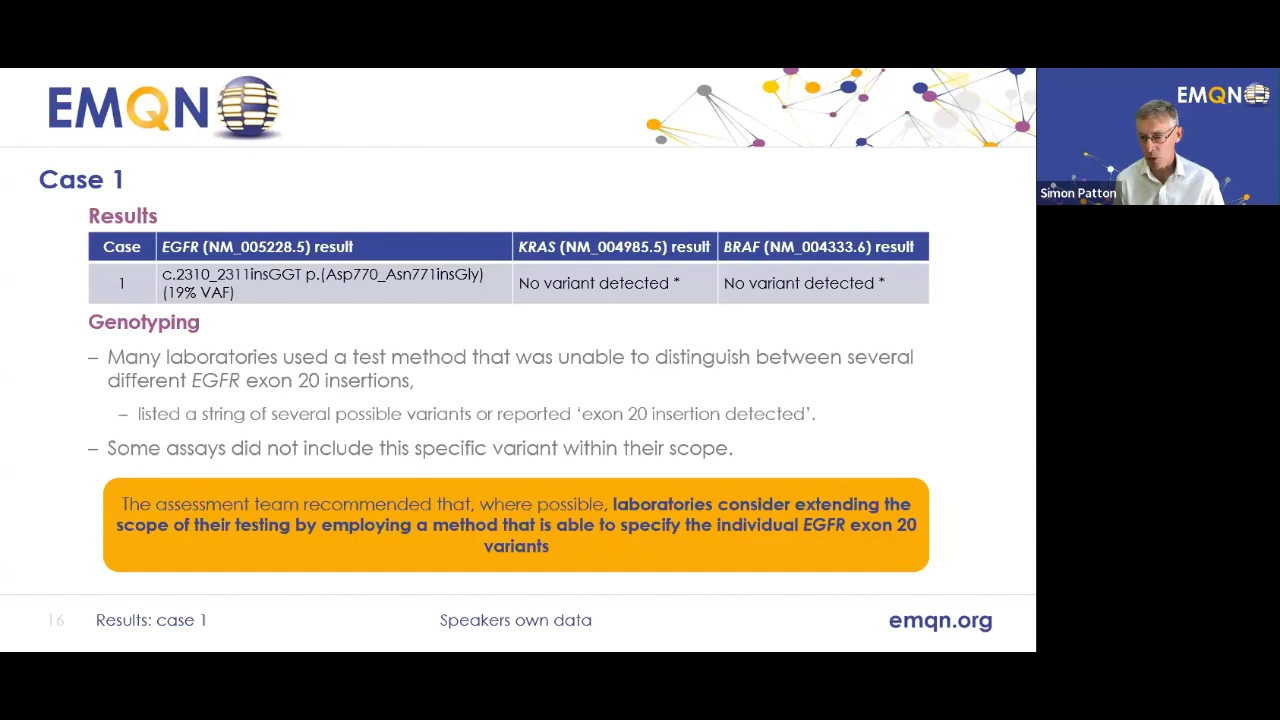 EMQN
EMQN
Simon Patton
Case 1
Results
Case EGFR (NM_005228.5) result KRAS (NM_004985.5) result BRAF (NM_004333.6) result
1 c.2310_2311insGGT p.(Asp770_Asn771insGly) (19% VAF) No variant detected * No variant detected *
Genotyping
– Many laboratories used a test method that was unable to distinguish between several
different EGFR exon 20 insertions,
– listed a string of several possible variants or reported ‘exon 20 insertion detected’.
– Some assays did not include this specific variant within their scope.
The assessment team recommended that, where possible, laboratories consider extending the
scope of their testing by employing a method that is able to specify the individual EGFR exon 20
variants
16 Results: case 1 Speakers own data emqn.org